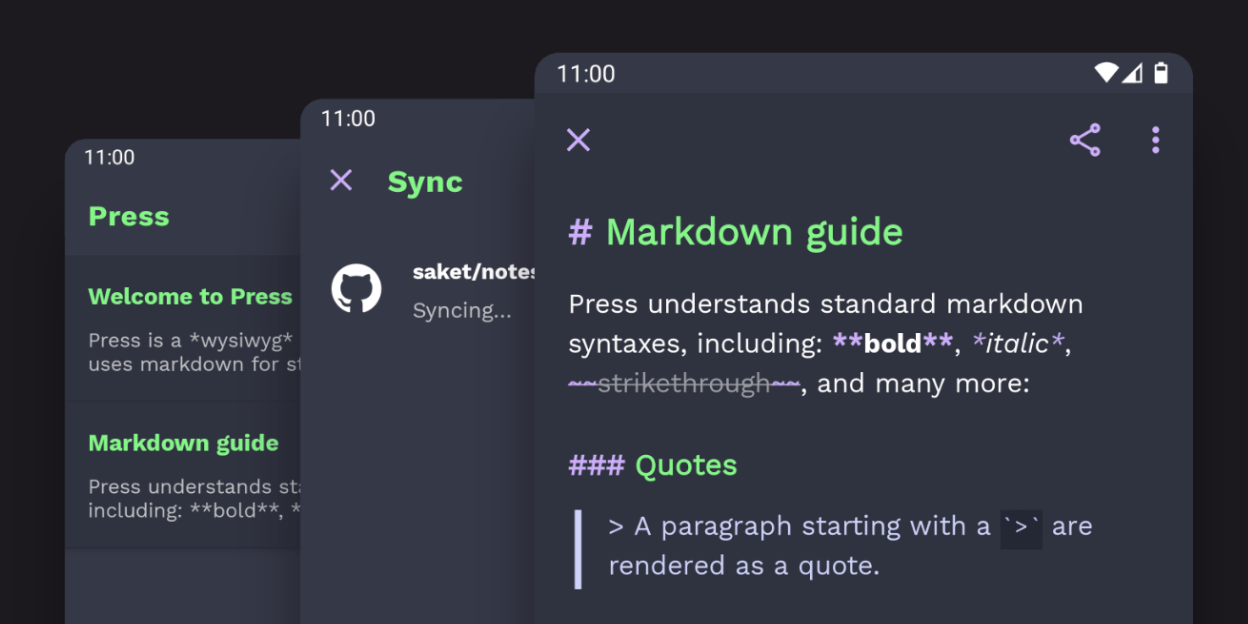 11:00
Press
Welcome to Press
Press is a *wysiwyg*
uses markdown for
Markdown guide
Press understands
including: **bold**, *
11:00
Sync
saket/notes
Syncing...
11:00
# Markdown guide
Press understands standard markdown
syntaxes, including: **bold**, *italic*,
~~strikethrough~~, and many more:
### Quotes
> A paragraph starting with a `>` are
rendered as a quote.